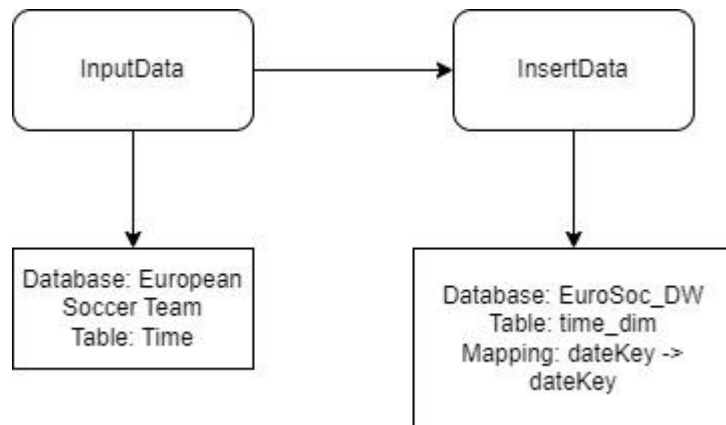 InputData
InsertData
Database: European
Soccer Team
Table: Time
Database: EuroSoc_DW
Table: time_dim
Mapping: dateKey ->
dateKey